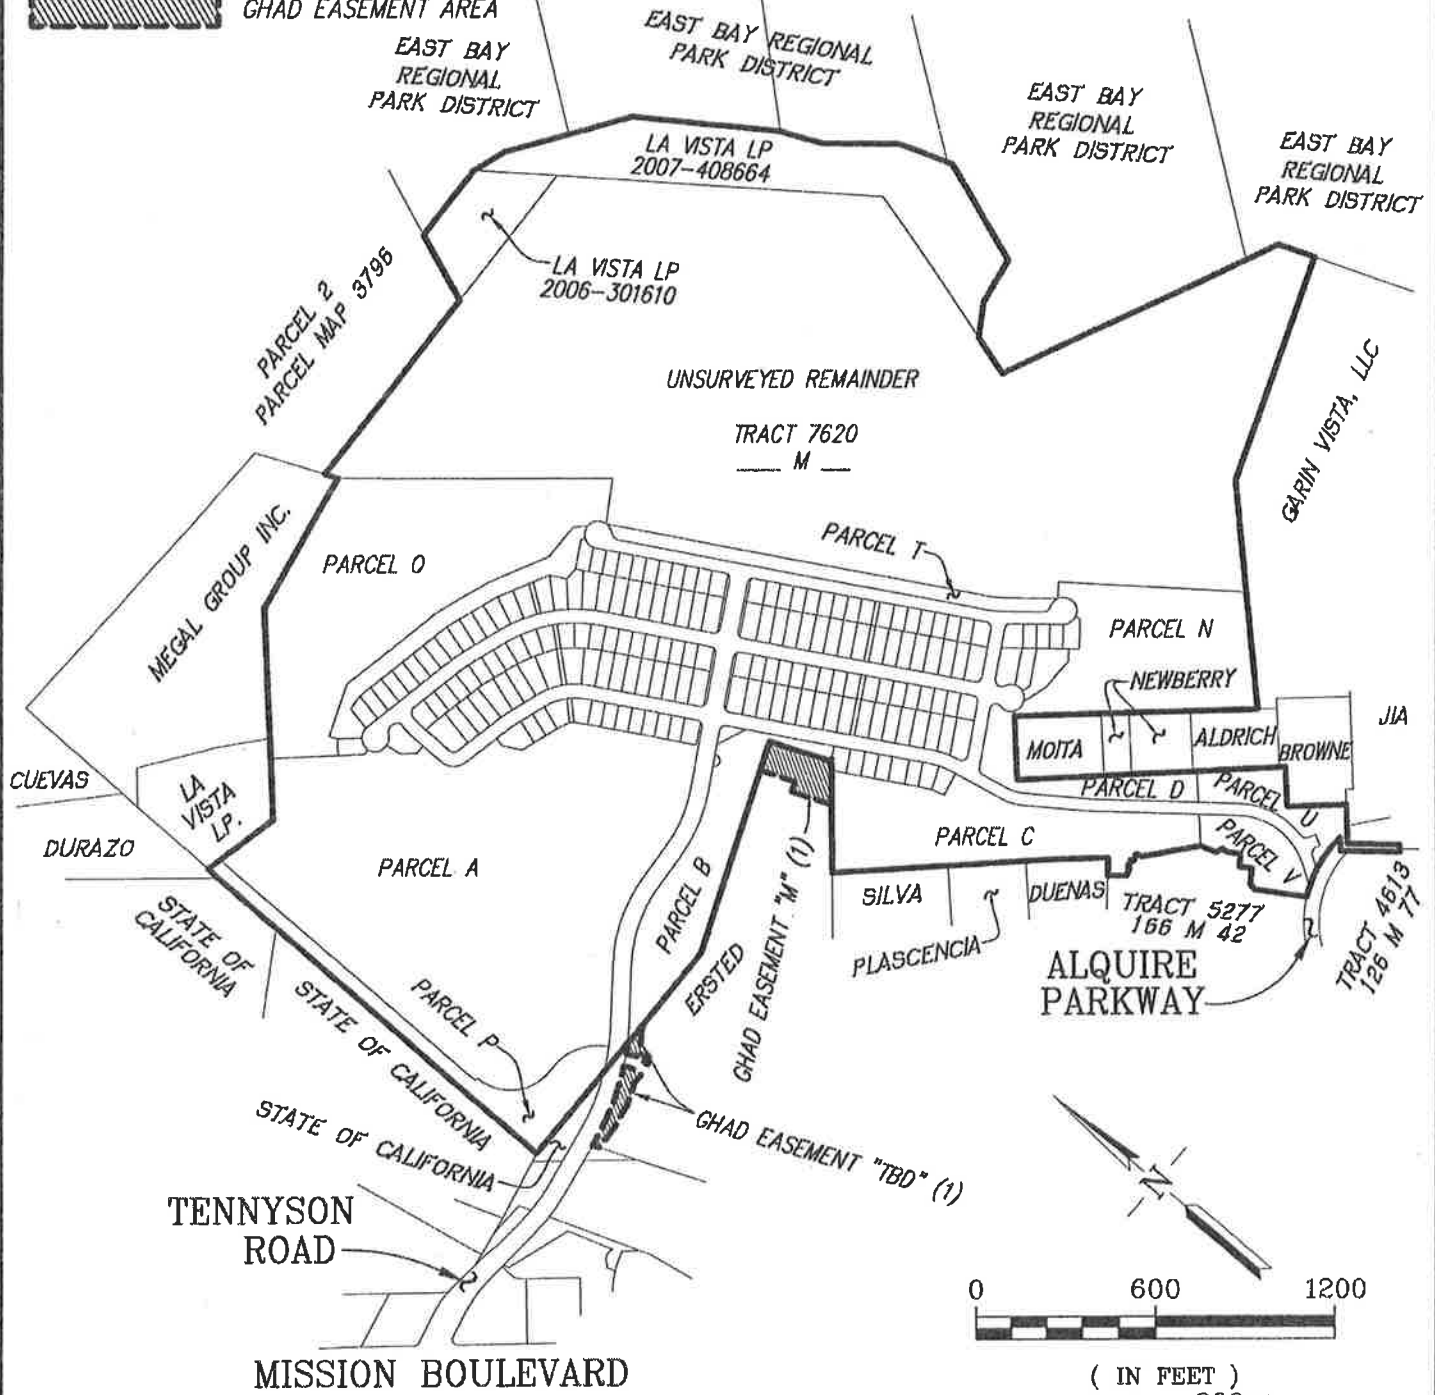 GHAD EASEMENT AREA
EAST BAY
REGIONAL
PARK DISTRICT
EAST BAY REGIONAL
PARK DISTRICT
EAST BAY
REGIONAL
PARK DISTRICT
EAST BAY
REGIONAL
PARK DISTRICT
LA VISTA LP
2007-408664
LA VISTA LP
2006-301610
PARCEL 2
PARCEL MAP 3796
UNSURVEYED REMAINDER
TRACT 7620
M
GARIN VISTA, LLC
MEGAL GROUP INC.
PARCEL O
PARCEL T
PARCEL N
NEWBERRY
MOITA
ALDRICH
BROWNE
JIA
CUEVAS
LA
VISTA
LP.
DURAZO
PARCEL A
PARCEL B
PARCEL C
PARCEL D
PARCEL U
PARCEL V
SILVA
DUENAS
PLASCENCIA
TRACT 5277
166 M 42
TRACT 4613
126 M 77
ALQUIRE
PARKWAY
ERSTED
GHAD EASEMENT "M" (1)
STATE OF
CALIFORNIA
STATE OF CALIFORNIA
PARCEL P
STATE OF CALIFORNIA
GHAD EASEMENT "TBD" (1)
TENNYSON
ROAD
N
0 600 1200
( IN FEET )
MISSION BOULEVARD